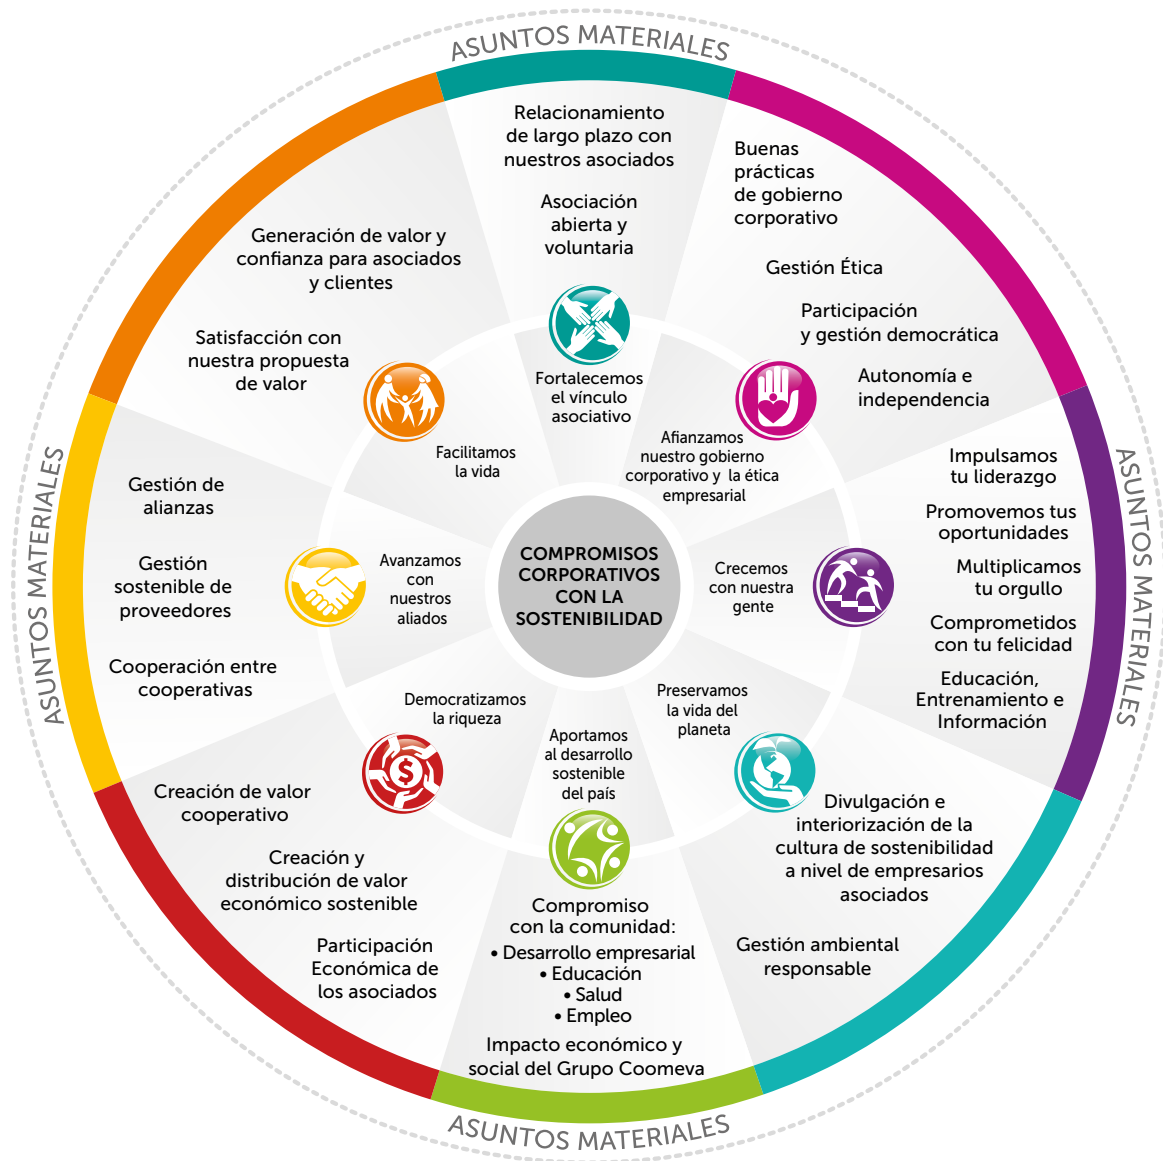 ASUNTOS MATERIALES
Relacionamiento
de largo plazo con
nuestros asociados
Asociación
abierta y
voluntaria
Fortalecemos
el vínculo
asociativo
Buenas
prácticas
de gobierno
corporativo
Gestión Ética
Participación
y gestión democrática
Autonomía e
independencia
Afianzamos
nuestro gobierno
corporativo y la ética
empresarial
ASUNTOS MATERIALES
Impulsamos
tu liderazgo
Promovemos tus
oportunidades
Multiplicamos
tu orgullo
Comprometidos
con tu felicidad
Educación,
Entrenamiento e
Información
Crecemos
con nuestra
gente
Preservamos
la vida del
planeta
Divulgación e
interiorización de la
cultura de sostenibilidad
a nivel de empresarios
asociados
Gestión ambiental
responsable
Aportamos
al desarrollo
sostenible
del país
Compromiso
con la comunidad:
• Desarrollo empresarial
• Educación
• Salud
• Empleo
Impacto económico y
social del Grupo Coomeva
ASUNTOS MATERIALES
Democratizamos
la riqueza
$
Creación de valor
cooperativo
Creación y
distribución de valor
económico sostenible
Participación
Económica de
los asociados
ASUNTOS MATERIALES
Gestión de
alianzas
Gestión
sostenible de
proveedores
Cooperación entre
cooperativas
Avanzamos
con
nuestros
aliados
Generación de valor y
confianza para asociados
y clientes
Satisfacción con
nuestra propuesta
de valor
Facilitamos
la vida
COMPROMISOS
CORPORATIVOS
CON LA
SOSTENIBILIDAD